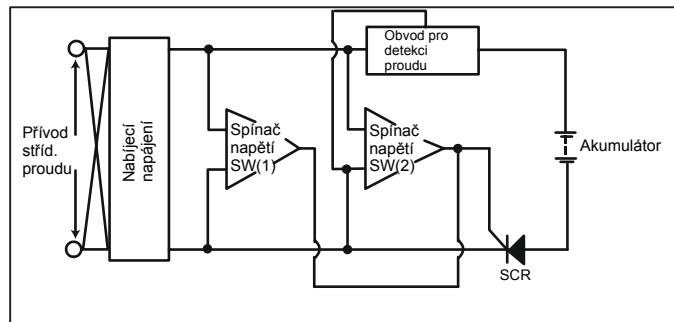 Obvod pro
detekci
proudu
Přívod
stříd.
proudu
Nabíjecí
napájení
Spínač
napětí
SW(1)
Spínač
napětí
SW(2)
Akumulátor
SCR